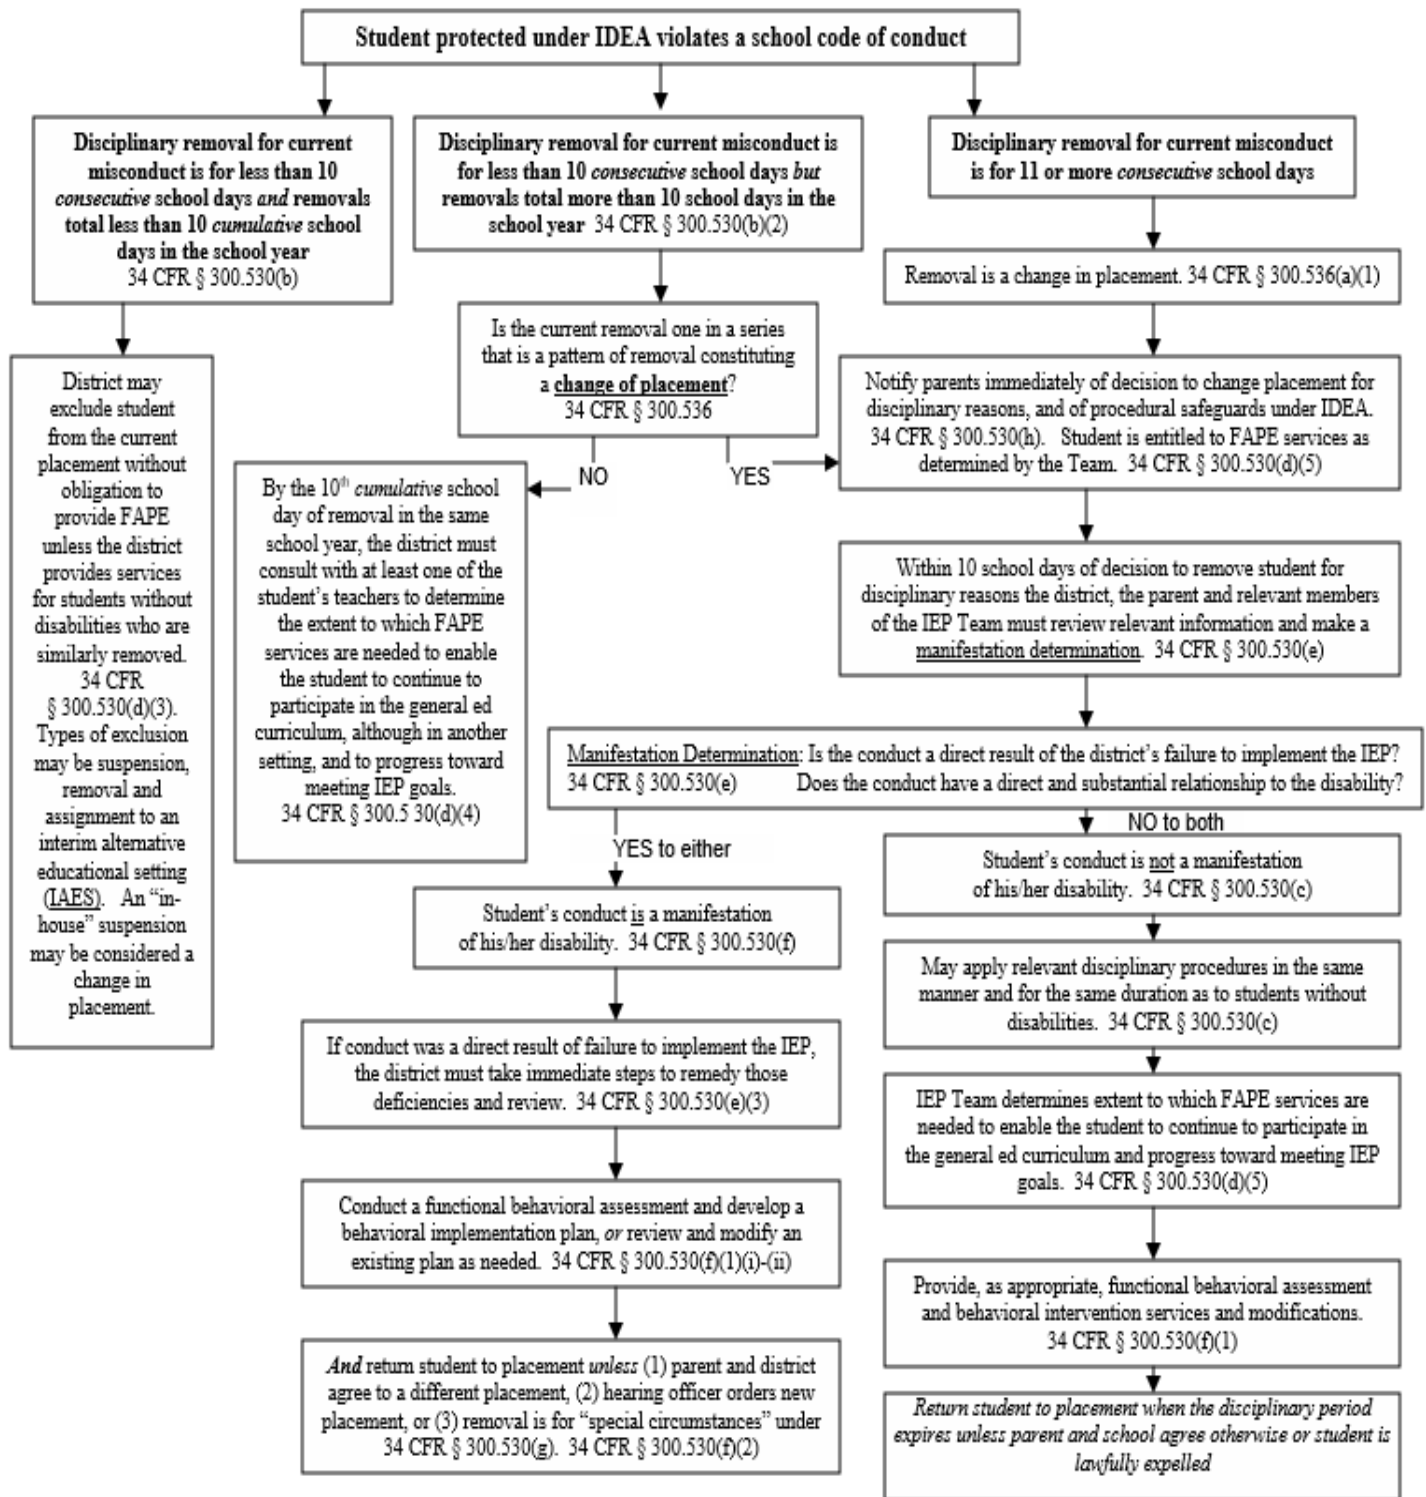 Student protected under IDEA violates a school code of conduct
Disciplinary removal for current
misconduct is for less than 10
consecutive school days and removals
total less than 10 cumulative school
days in the school year
34 CFR § 300.530(b)
Disciplinary removal for current misconduct is
for less than 10 consecutive school days but
removals total more than 10 school days in the
school year 34 CFR § 300.530(b)(2)
Disciplinary removal for current misconduct
is for 11 or more consecutive school days
Removal is a change in placement. 34 CFR § 300.536(a)(1)
Is the current removal one in a series
that is a pattern of removal constituting
a change of placement?
34 CFR § 300.536
NO
YES
District may
exclude student
from the current
placement without
obligation to
provide FAPE
unless the district
provides services
for students without
disabilities who are
similarly removed.
34 CFR
§ 300.530(d)(3).
Types of exclusion
may be suspension,
removal and
assignment to an
interim alternative
educational setting
(IAES). An “in-
house” suspension
may be considered a
change in
placement.
By the 10th cumulative school
day of removal in the same
school year, the district must
consult with at least one of the
student’s teachers to determine
the extent to which FAPE
services are needed to enable
the student to continue to
participate in the general ed
curriculum, although in another
setting, and to progress toward
meeting IEP goals.
34 CFR § 300.5 30(d)(4)
Notify parents immediately of decision to change placement for
disciplinary reasons, and of procedural safeguards under IDEA.
34 CFR § 300.530(h). Student is entitled to FAPE services as
determined by the Team. 34 CFR § 300.530(d)(5)
Within 10 school days of decision to remove student for
disciplinary reasons the district, the parent and relevant members
of the IEP Team must review relevant information and make a
manifestation determination. 34 CFR § 300.530(e)
Manifestation Determination: Is the conduct a direct result of the district’s failure to implement the IEP?
34 CFR § 300.530(e) Does the conduct have a direct and substantial relationship to the disability?
YES to either
NO to both
Student’s conduct is a manifestation
of his/her disability. 34 CFR § 300.530(f)
If conduct was a direct result of failure to implement the IEP,
the district must take immediate steps to remedy those
deficiencies and review. 34 CFR § 300.530(e)(3)
Conduct a functional behavioral assessment and develop a
behavioral implementation plan, or review and modify an
existing plan as needed. 34 CFR § 300.530(f)(1)(i)-(ii)
And return student to placement unless (1) parent and district
agree to a different placement, (2) hearing officer orders new
placement, or (3) removal is for “special circumstances” under
34 CFR § 300.530(g). 34 CFR § 300.530(f)(2)
Student’s conduct is not a manifestation
of his/her disability. 34 CFR § 300.530(c)
May apply relevant disciplinary procedures in the same
manner and for the same duration as to students without
disabilities. 34 CFR § 300.530(c)
IEP Team determines extent to which FAPE services are
needed to enable the student to continue to participate in
the general ed curriculum and progress toward meeting IEP
goals. 34 CFR § 300.530(d)(5)
Provide, as appropriate, functional behavioral assessment
and behavioral intervention services and modifications.
34 CFR § 300.530(f)(1)
Return student to placement when the disciplinary period
expires unless parent and school agree otherwise or student is
lawfully expelled